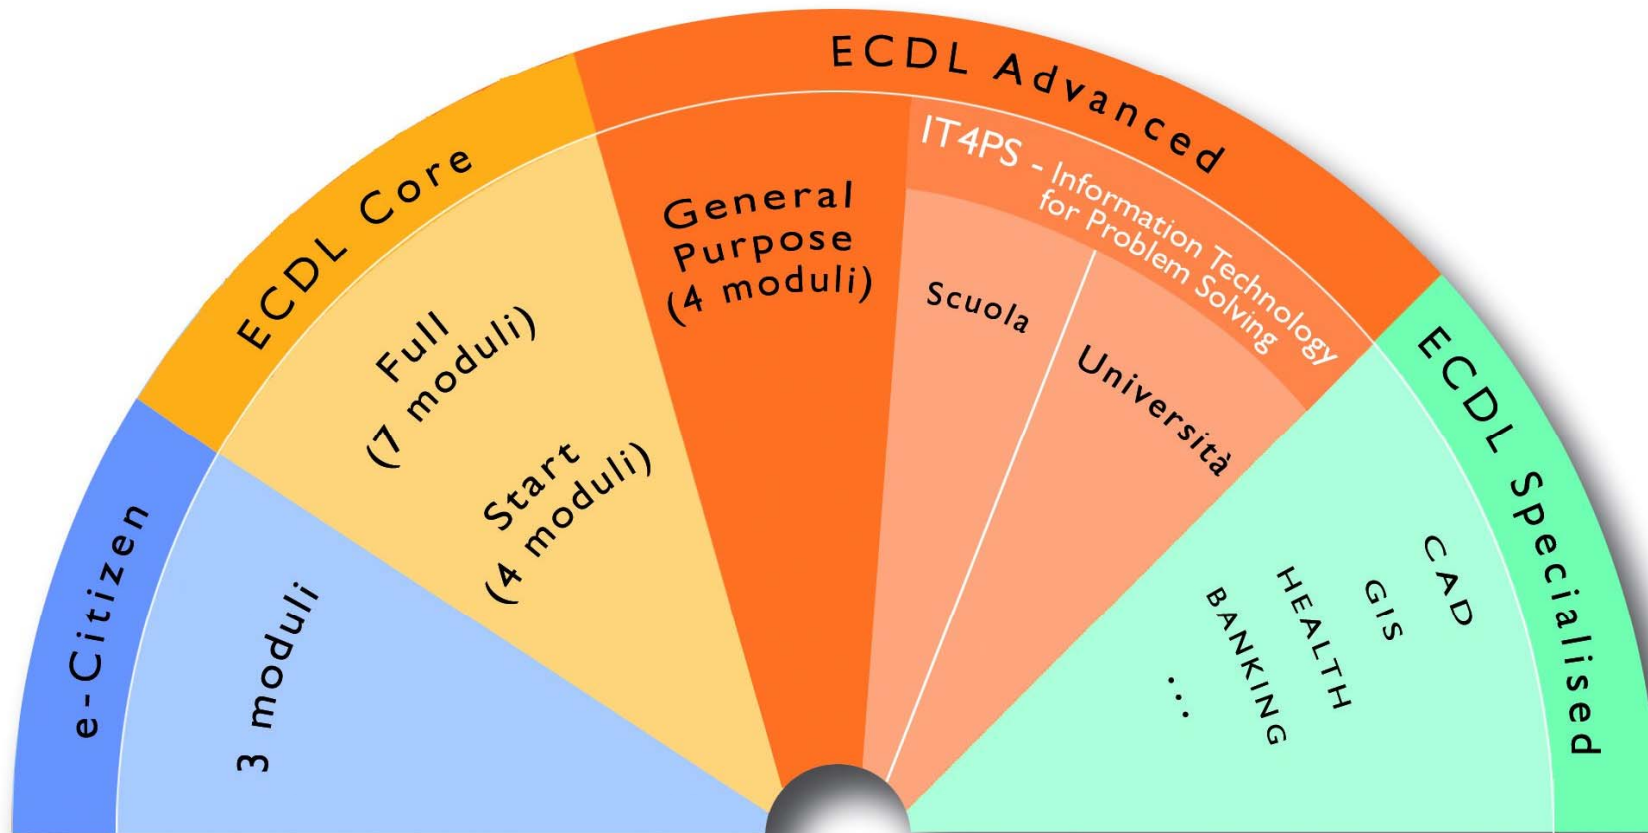 e-Citizen
3 moduli
ECDL Core
Full
(7 moduli)
Start
(4 moduli)
ECDL Advanced
General
Purpose
(4 moduli)
IT4PS - Information Technology
for Problem Solving
Scuola
Università
ECDL Specialised
CAD
GIS
HEALTH
BANKING
...